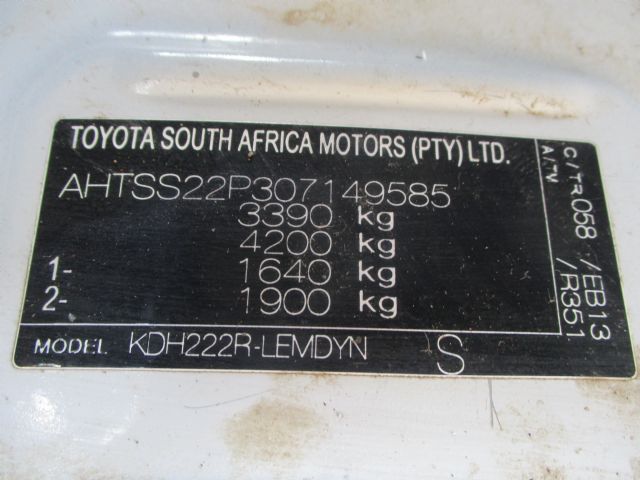 TOYOTA SOUTH AFRICA MOTORS (PTY) LTD.
AHTSS22P307149585
3390 kg
4200 kg
1- 1640 kg
2- 1900 kg
MODEL KDH222R-LEMDYN S
C/TR058 /EB13
A/TV /R351